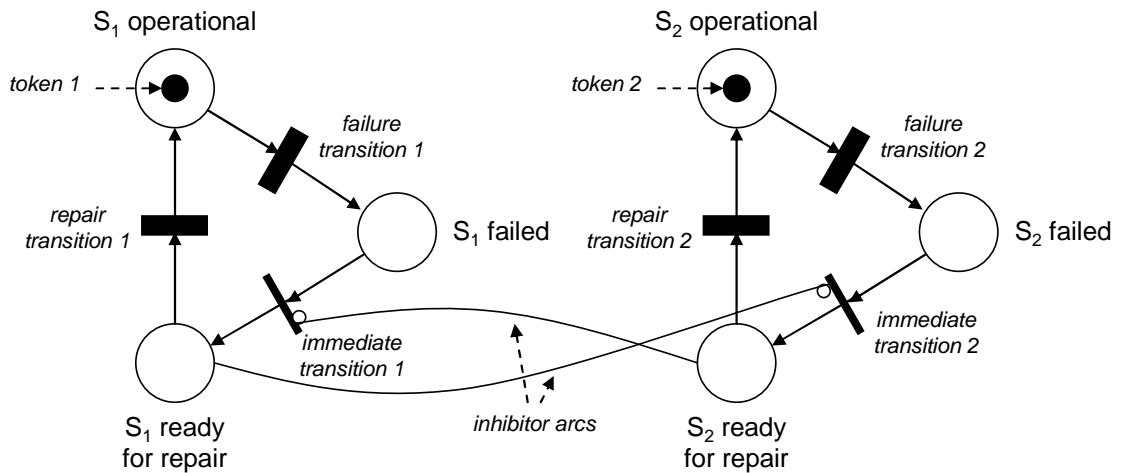 S₁ operational
S₂ operational
token 1
token 2
failure
transition 1
failure
transition 2
repair
transition 1
S₁ failed
repair
transition 2
S₂ failed
immediate
transition 1
immediate
transition 2
S₁ ready
for repair
inhibitor arcs
S₂ ready
for repair